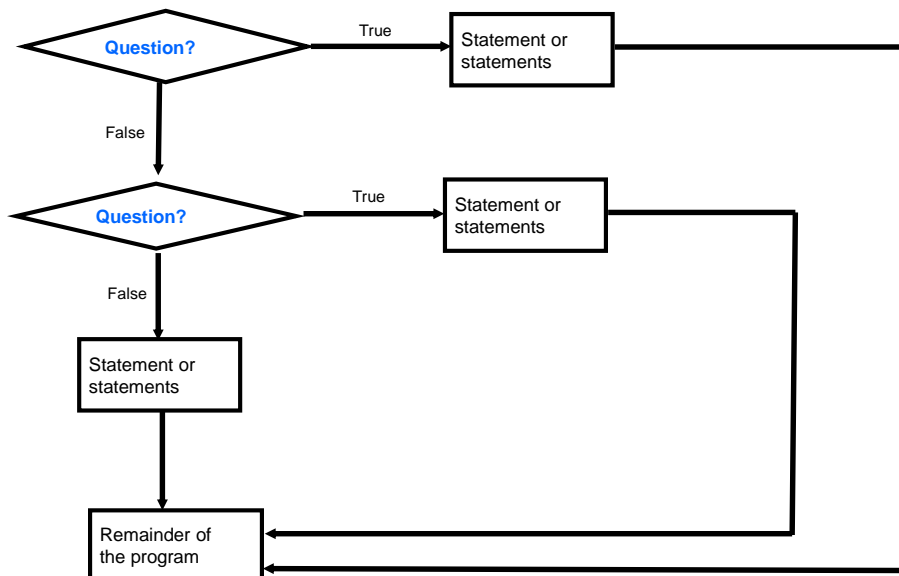 Question?
True
Statement or
statements
False
Question?
True
Statement or
statements
False
Statement or
statements
Remainder of
the program